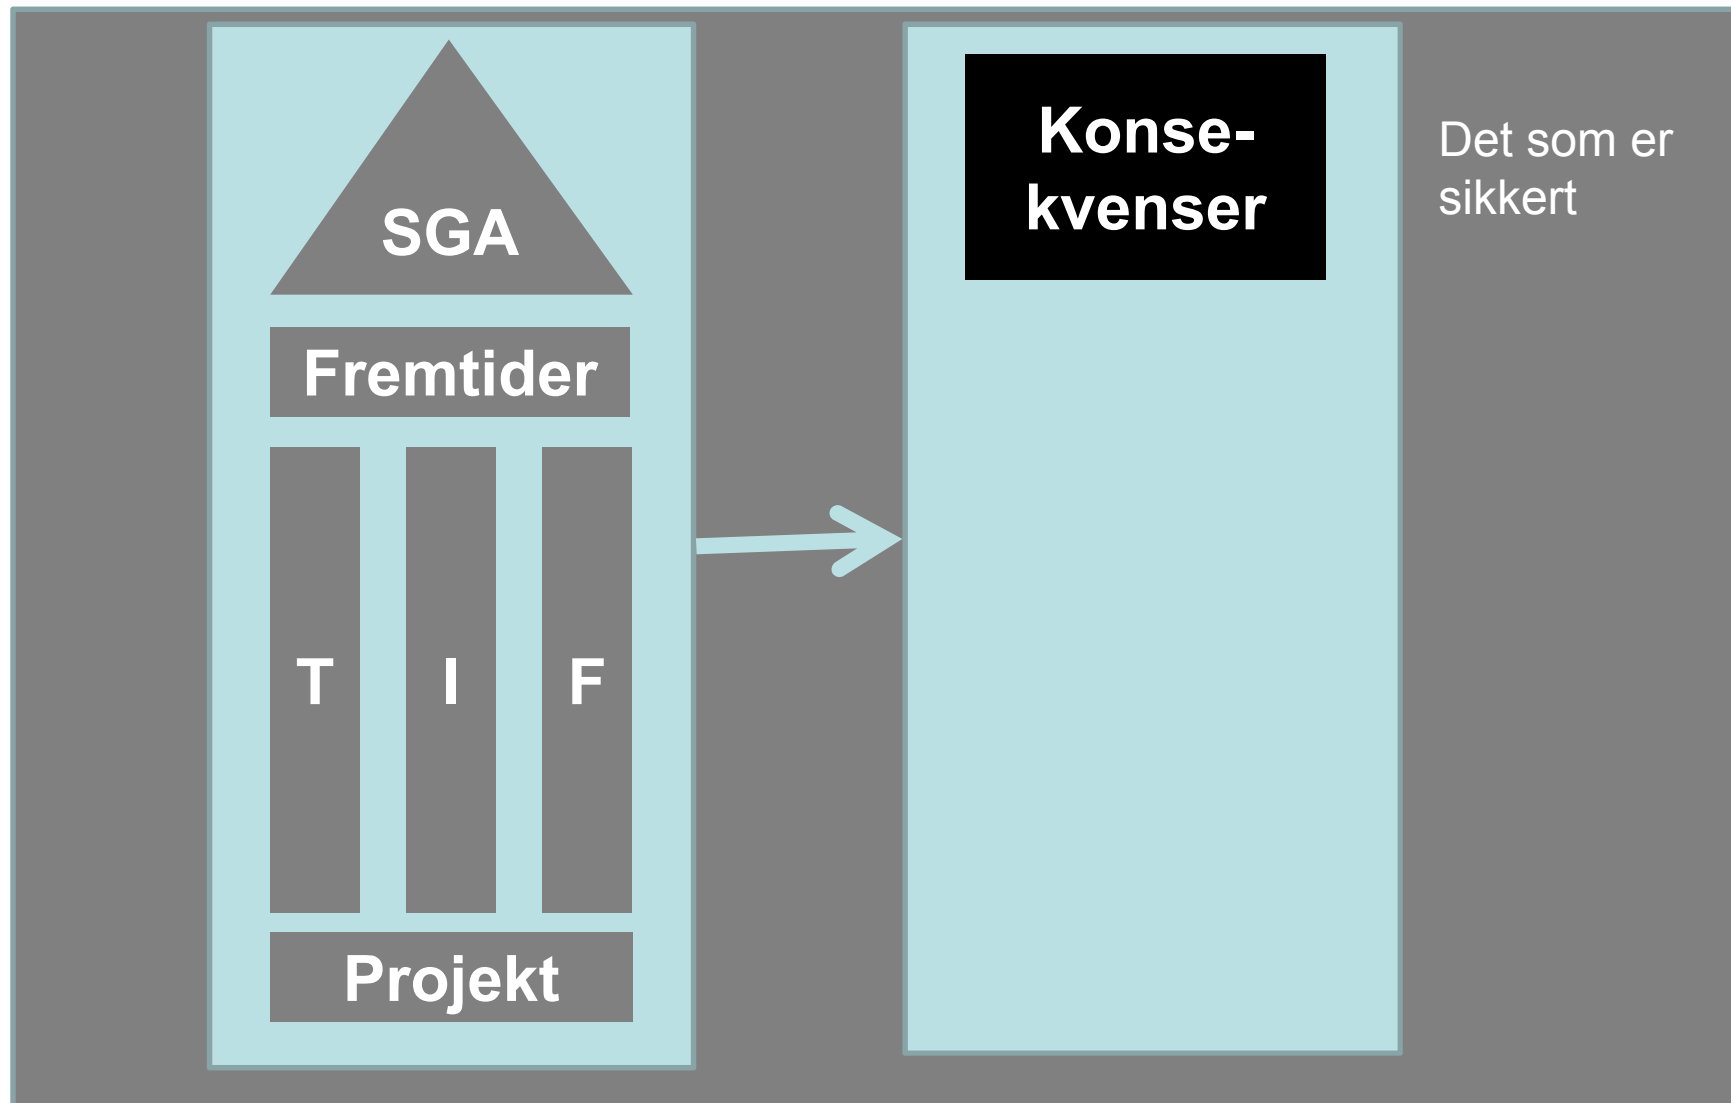 SGA
Fremtider
T I F
Projekt
Konse-
kvenser
Det som er
sikkert